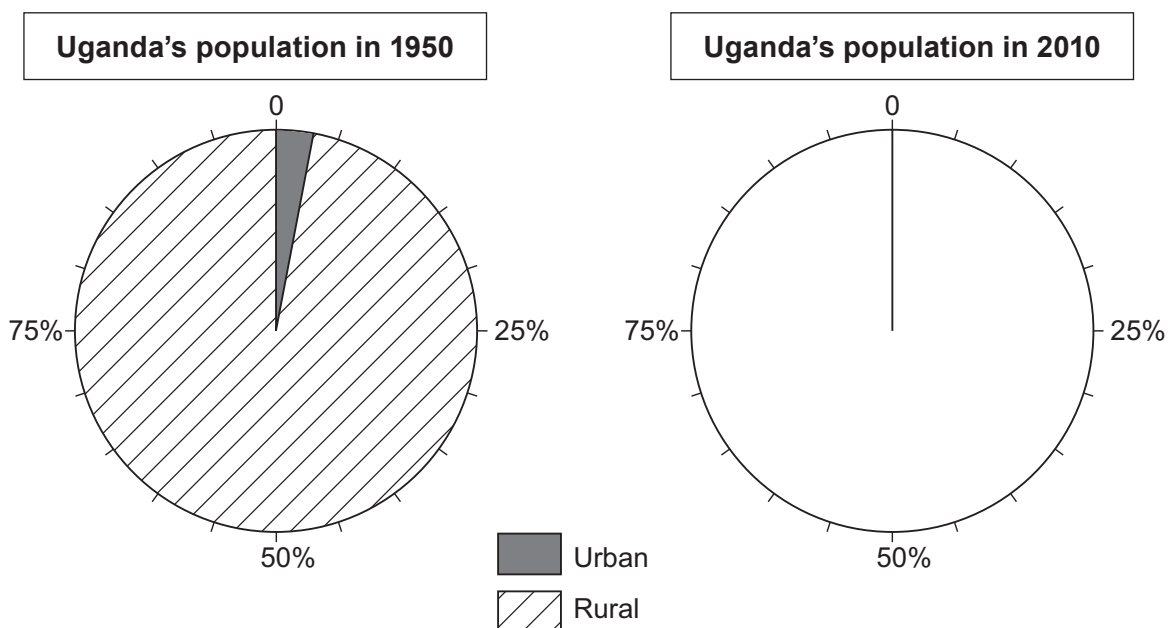 Uganda's population in 1950
Uganda's population in 2010
0
0
75%
25%
75%
25%
50%
50%
Urban
Rural